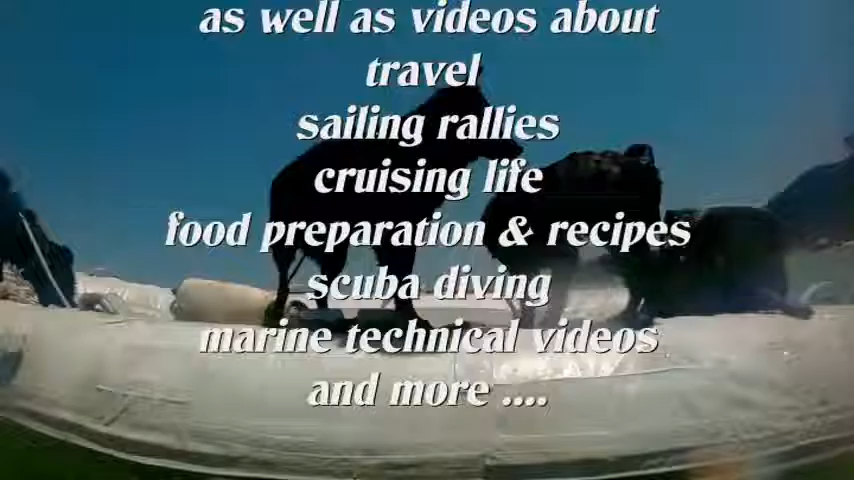 as well as videos about
travel
sailing rallies
cruising life
food preparation & recipes
scuba diving
marine technical videos
and more ....